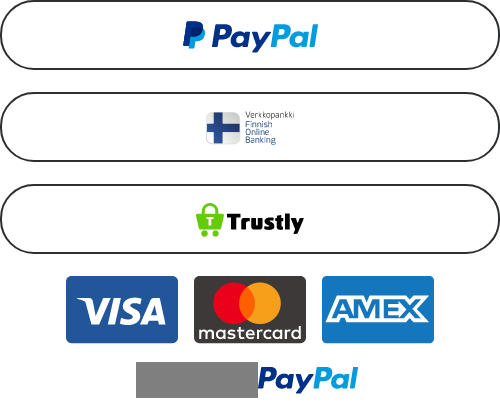 PayPal
Verkkopankki
Finnish
Online
Banking
T
Trustly
VISA
mastercard
AMEX
PayPal